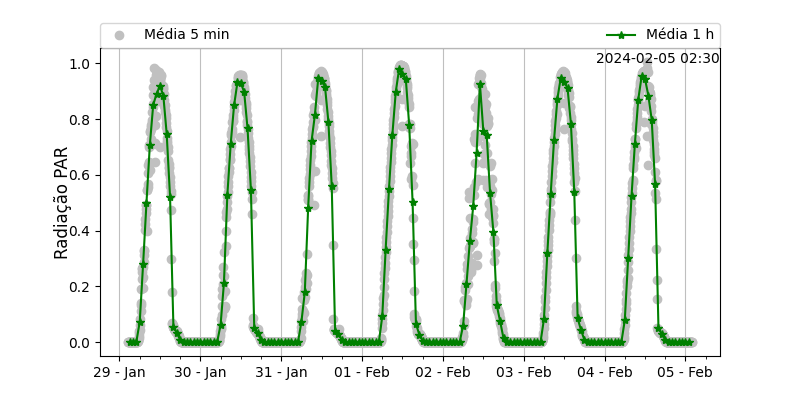 Média 5 min
Média 1 h
2024-02-05 02:30
Radiação PAR
1.0
0.8
0.6
0.4
0.2
0.0
29 - Jan
30 - Jan
31 - Jan
01 - Feb
02 - Feb
03 - Feb
04 - Feb
05 - Feb